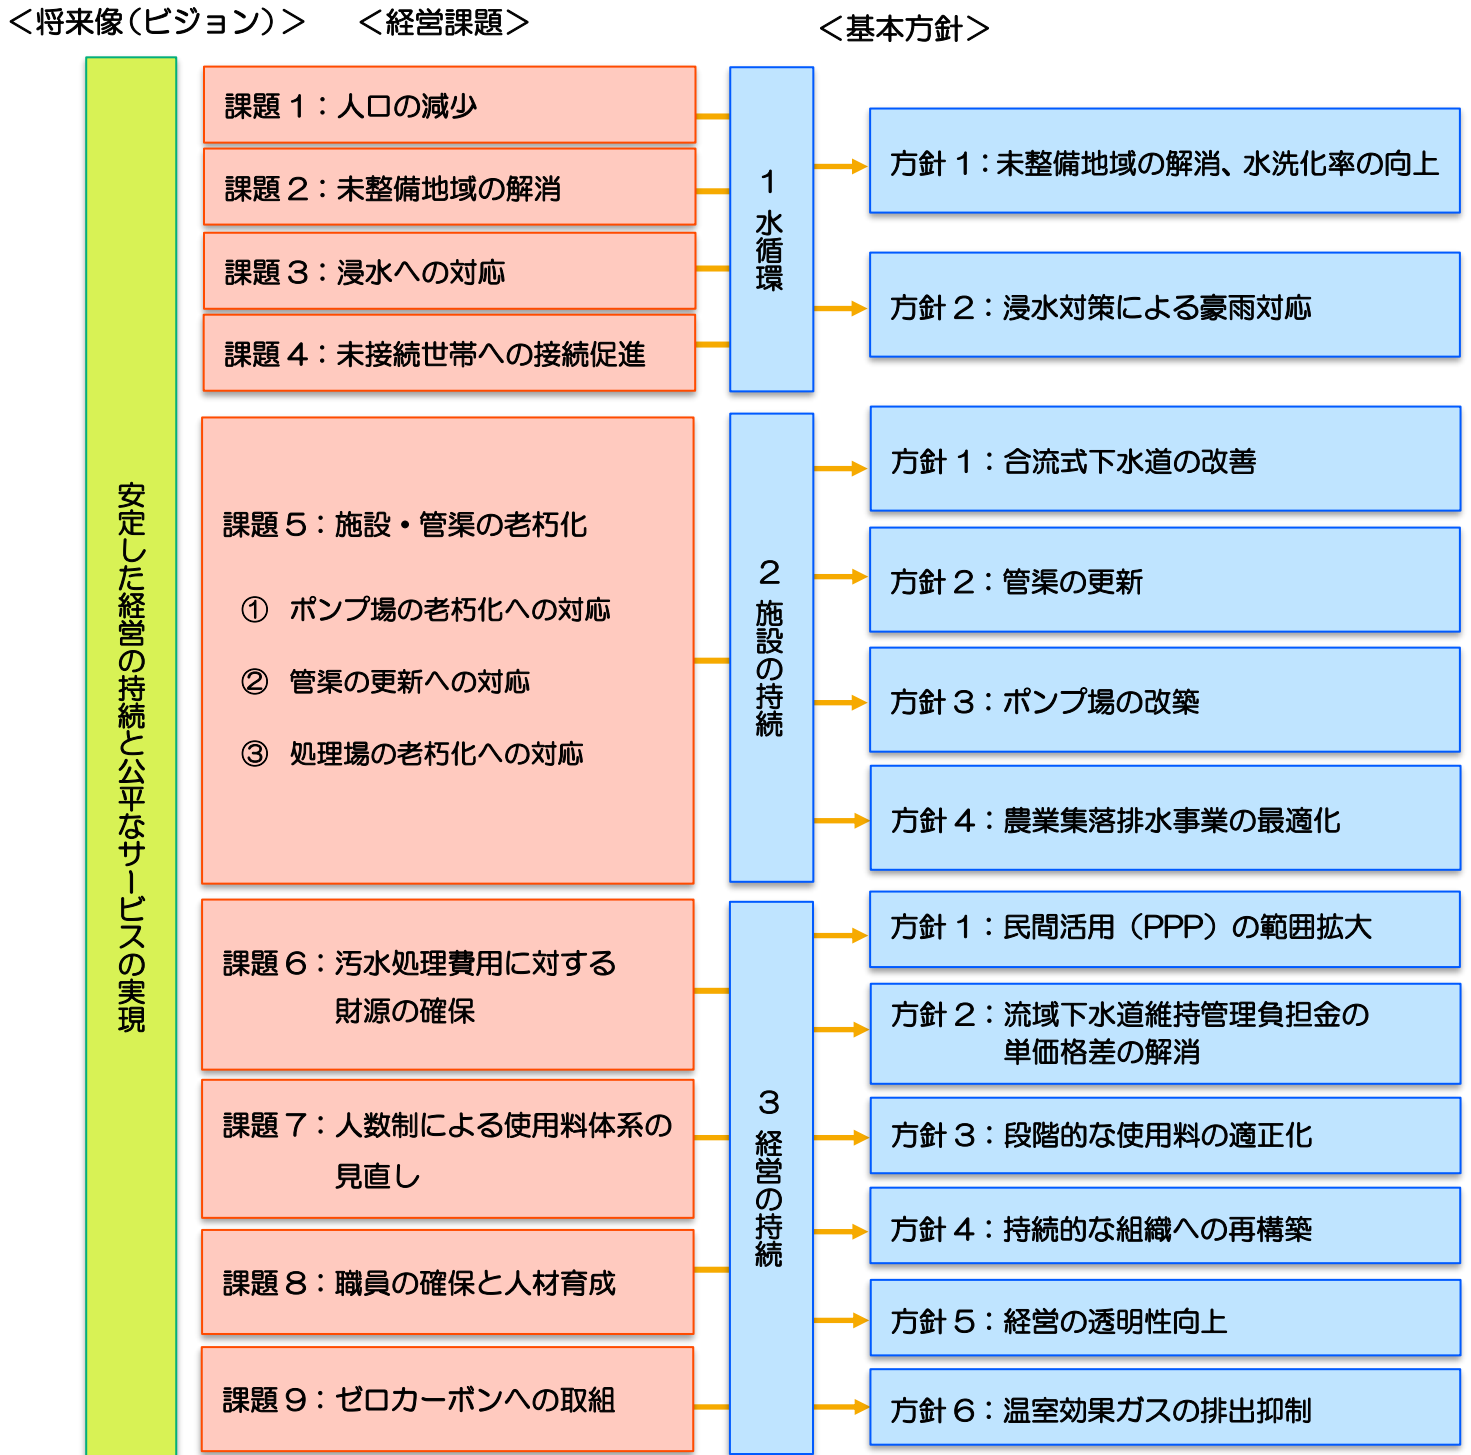 ＜将来像（ビジョン）＞
＜経営課題＞
＜基本方針＞
安定した経営の持続と公平なサービスの実現
課題１：人口の減少
課題２：未整備地域の解消
課題３：浸水への対応
課題４：未接続世帯への接続促進
１ 水循環
方針１：未整備地域の解消、水洗化率の向上
方針２：浸水対策による豪雨対応
課題５：施設・管渠の老朽化
① ポンプ場の老朽化への対応
② 管渠の更新への対応
③ 処理場の老朽化への対応
２ 施設の持続
方針１：合流式下水道の改善
方針２：管渠の更新
方針３：ポンプ場の改築
方針４：農業集落排水事業の最適化
課題６：汚水処理費用に対する
財源の確保
課題７：人数制による使用料体系の
見直し
課題８：職員の確保と人材育成
課題９：ゼロカーボンへの取組
３ 経営の持続
方針１：民間活用（PPP）の範囲拡大
方針２：流域下水道維持管理負担金の
単価格差の解消
方針３：段階的な使用料の適正化
方針４：持続的な組織への再構築
方針５：経営の透明性向上
方針６：温室効果ガスの排出抑制